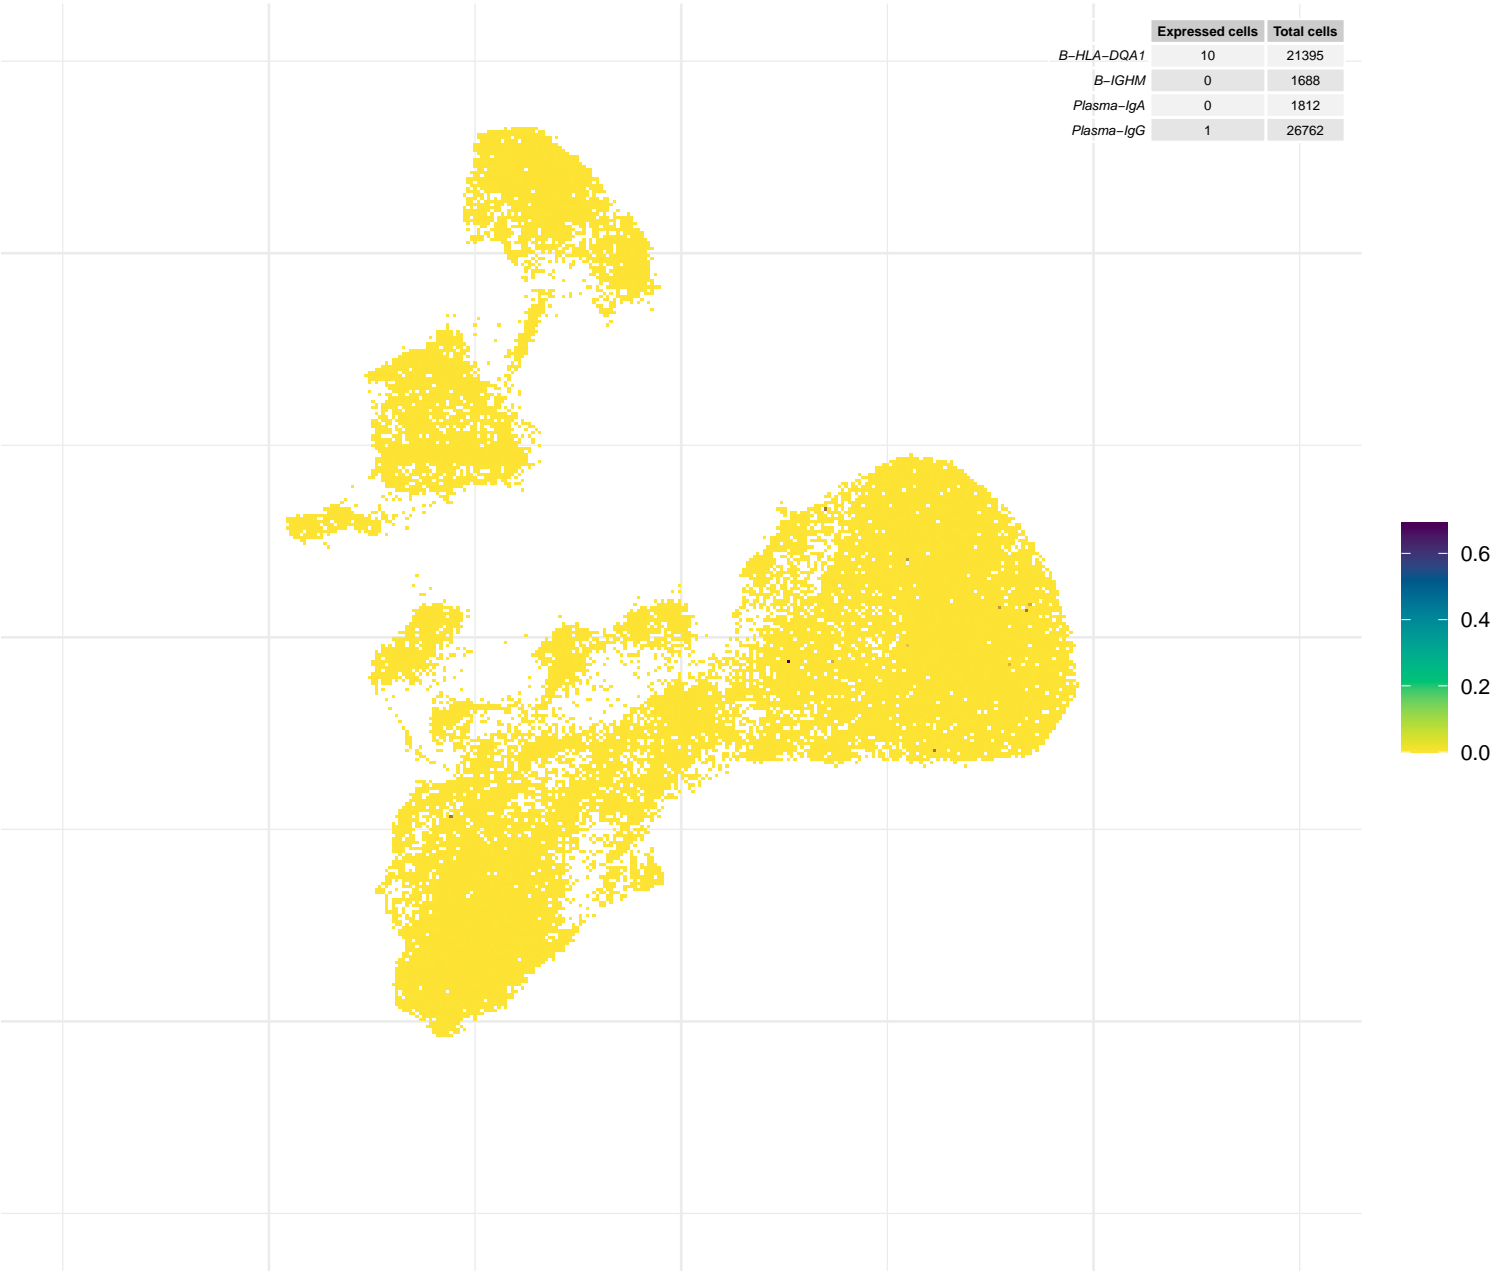 Expressed cells Total cells
B−HLA−DQA1 10 21395
B−IGHM 0 1688
Plasma−IgA 0 1812
Plasma−IgG 1 26762
0.6
0.4
0.2
0.0